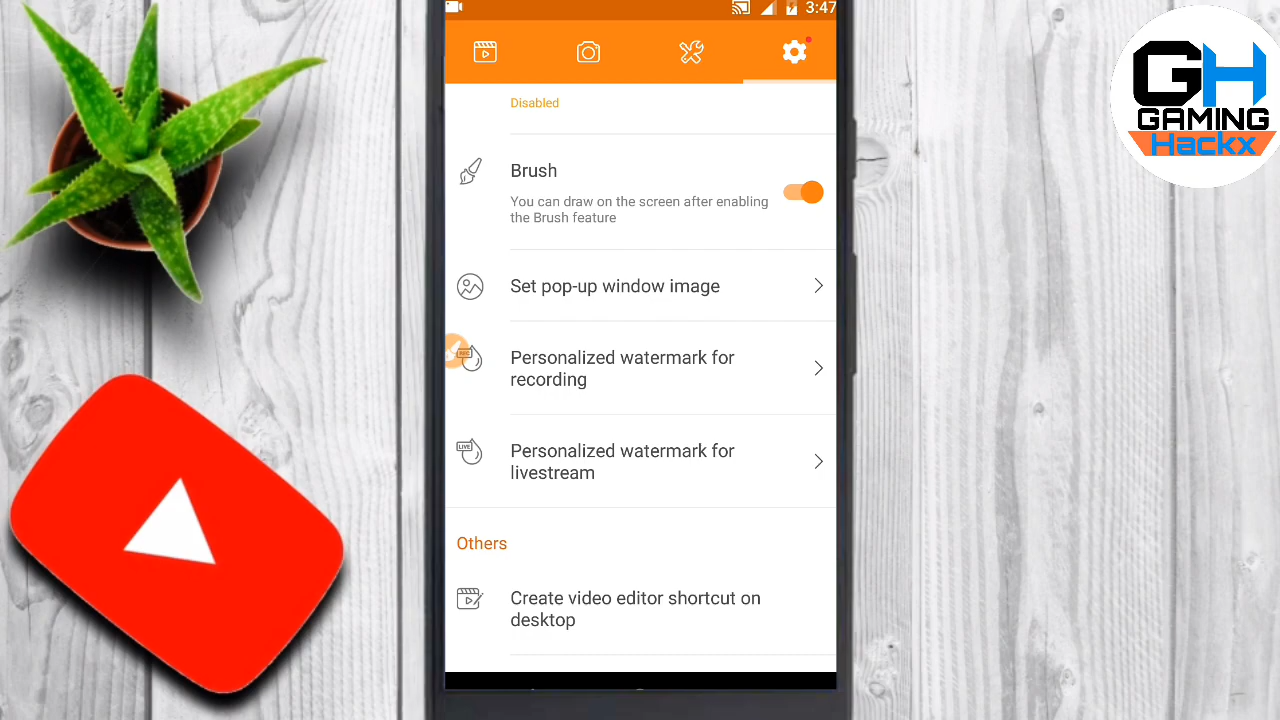 3:47
GH
GAMING
Hackx
Disabled
Brush
You can draw on the screen after enabling
the Brush feature
Set pop-up window image
REC
Personalized watermark for
recording
LIVE
Personalized watermark for
livestream
Others
Create video editor shortcut on
desktop